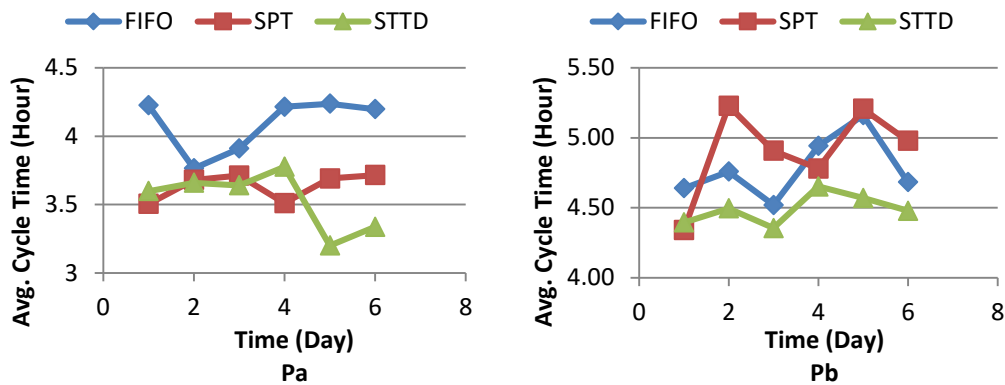 FIFO SPT STTD
Avg. Cycle Time (Hour)
4.5
4
3.5
3
0 2 4 6 8
Time (Day)
Pa
FIFO SPT STTD
Avg. Cycle Time (Hour)
5.50
5.00
4.50
4.00
0 2 4 6 8
Time (Day)
Pb